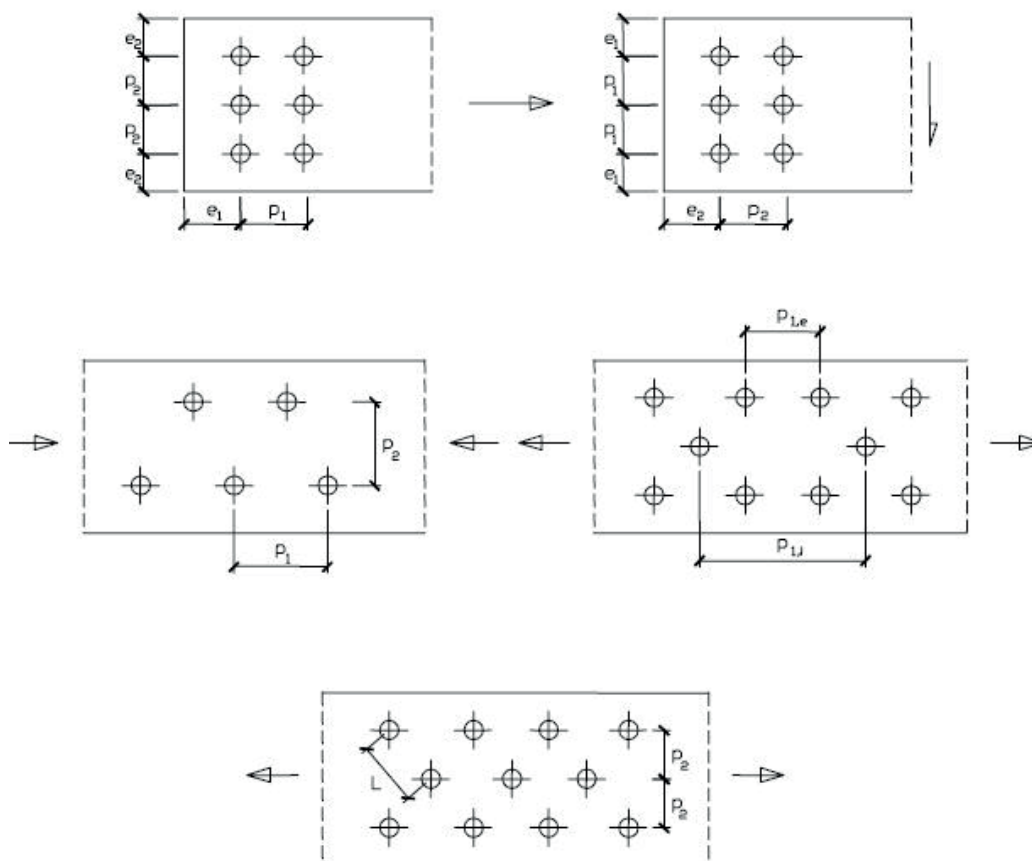 e₂ p₂ p₂ e₂
e₁ p₁
e₁ p₁ p₁ e₁
e₂ p₂
p₂
p₁
p₁,e
p₁,i
L
p₂
p₂